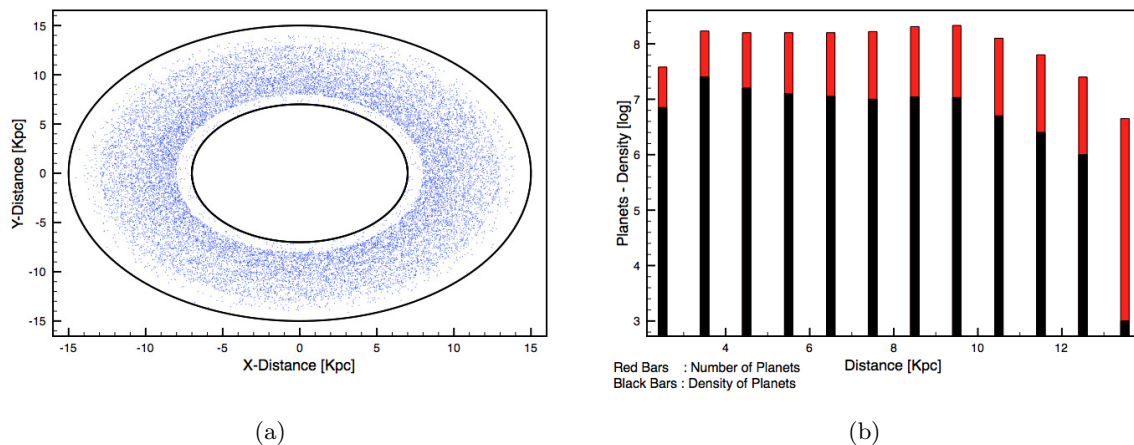 15
10
5
0
-5
-10
-15
Y-Distance [Kpc]
-15 -10 -5 0 5 10 15
X-Distance [Kpc]
(a)
8
7
6
5
4
3
Planets - Density [log]
4 6 8 10 12
Distance [Kpc]
Red Bars : Number of Planets
Black Bars : Density of Planets
(b)